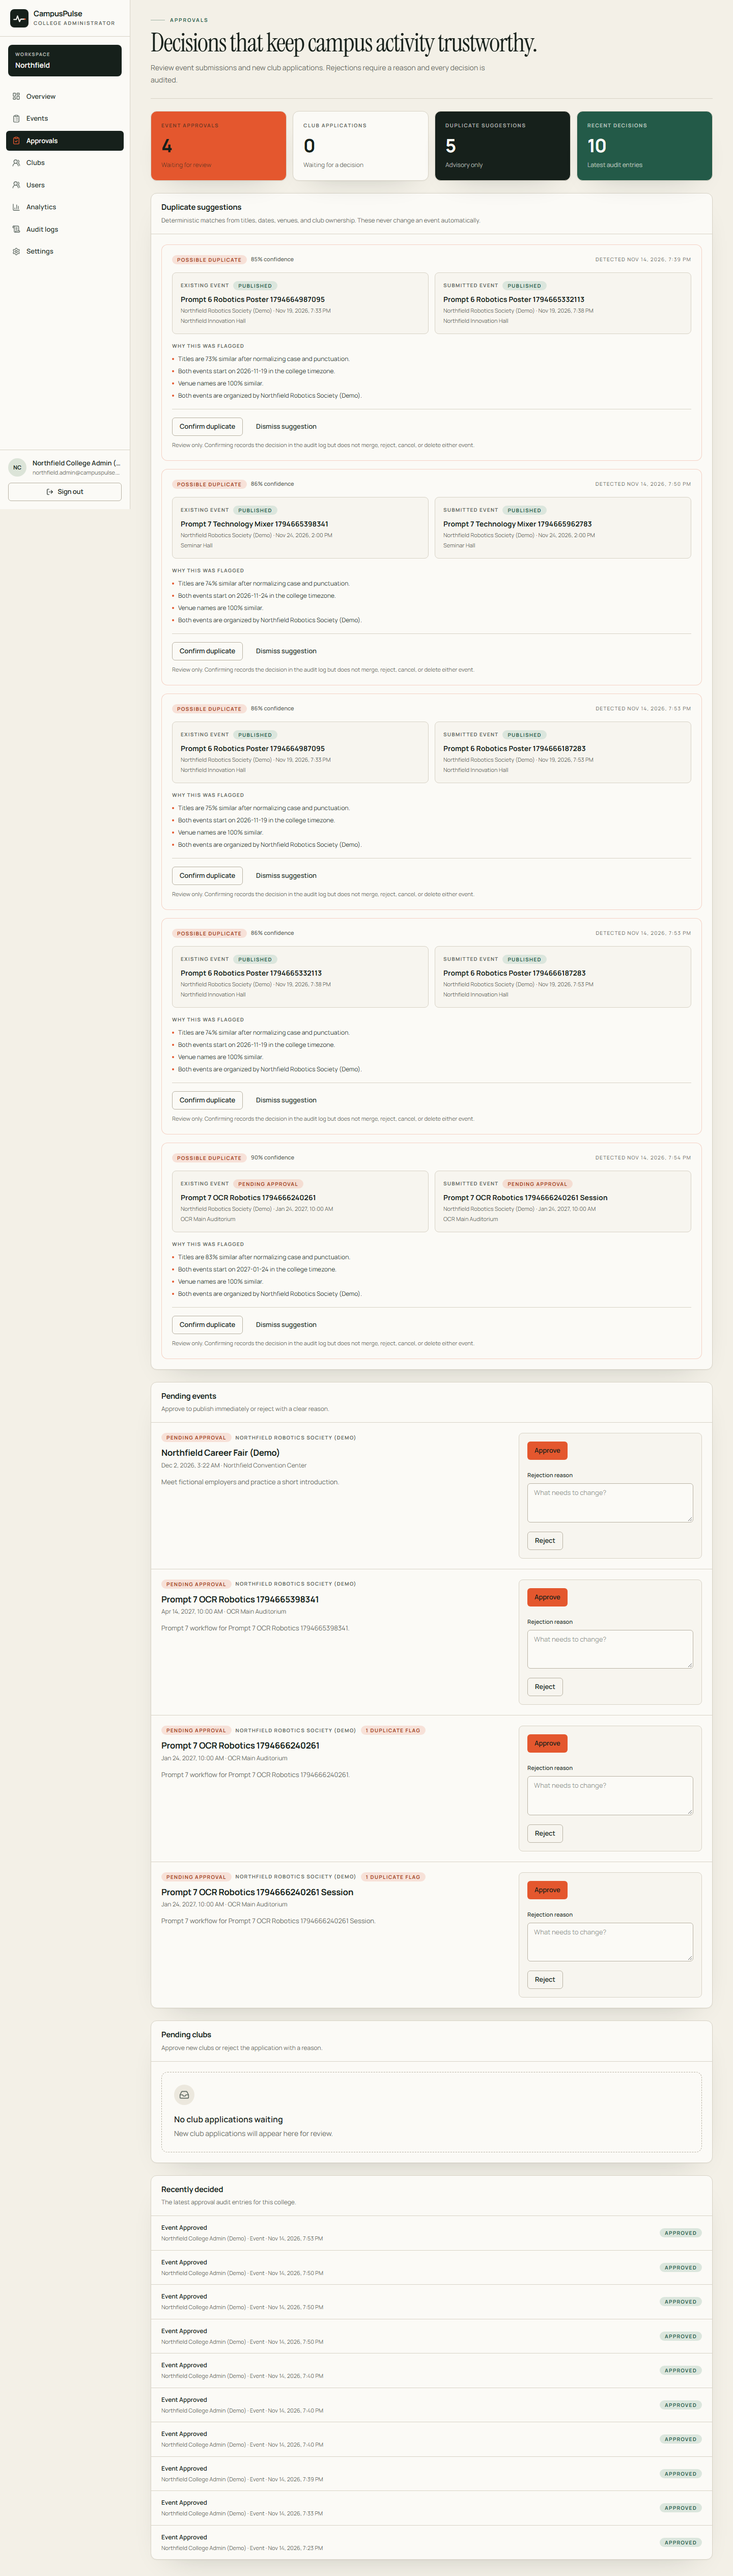 CampusPulse
COLLEGE ADMINISTRATOR
WORKSPACE
Northfield
Overview
Events
Approvals
Clubs
Users
Analytics
Audit logs
Settings
NC
Northfield College Admin (...
northfield.admin@campuspulse...
Sign out
APPROVALS
Decisions that keep campus activity trustworthy.
Review event submissions and new club applications. Rejections require a reason and every decision is
audited.
EVENT APPROVALS
4
Waiting for review
CLUB APPLICATIONS
0
Waiting for a decision
DUPLICATE SUGGESTIONS
5
Advisory only
RECENT DECISIONS
10
Latest audit entries
Duplicate suggestions
Deterministic matches from titles, dates, venues, and club ownership. These never change an event automatically.
POSSIBLE DUPLICATE 85% confidence DETECTED NOV 14, 2026, 7:39 PM
EXISTING EVENT PUBLISHED
Prompt 6 Robotics Poster 1794664987095
Northfield Robotics Society (Demo) · Nov 19, 2026, 7:33 PM
Northfield Innovation Hall
SUBMITTED EVENT PUBLISHED
Prompt 6 Robotics Poster 1794665332113
Northfield Robotics Society (Demo) · Nov 19, 2026, 7:38 PM
Northfield Innovation Hall
WHY THIS WAS FLAGGED
• Titles are 73% similar after normalizing case and punctuation.
• Both events start on 2026-11-19 in the college timezone.
• Venue names are 100% similar.
• Both events are organized by Northfield Robotics Society (Demo).
Confirm duplicate Dismiss suggestion
Review only. Confirming records the decision in the audit log but does not merge, reject, cancel, or delete either event.
POSSIBLE DUPLICATE 86% confidence DETECTED NOV 14, 2026, 7:50 PM
EXISTING EVENT PUBLISHED
Prompt 7 Technology Mixer 1794665398341
Northfield Robotics Society (Demo) · Nov 24, 2026, 2:00 PM
Seminar Hall
SUBMITTED EVENT PUBLISHED
Prompt 7 Technology Mixer 1794665962783
Northfield Robotics Society (Demo) · Nov 24, 2026, 2:00 PM
Seminar Hall
WHY THIS WAS FLAGGED
• Titles are 74% similar after normalizing case and punctuation.
• Both events start on 2026-11-24 in the college timezone.
• Venue names are 100% similar.
• Both events are organized by Northfield Robotics Society (Demo).
Confirm duplicate Dismiss suggestion
Review only. Confirming records the decision in the audit log but does not merge, reject, cancel, or delete either event.
POSSIBLE DUPLICATE 86% confidence DETECTED NOV 14, 2026, 7:53 PM
EXISTING EVENT PUBLISHED
Prompt 6 Robotics Poster 1794664987095
Northfield Robotics Society (Demo) · Nov 19, 2026, 7:33 PM
Northfield Innovation Hall
SUBMITTED EVENT PUBLISHED
Prompt 6 Robotics Poster 1794666187283
Northfield Robotics Society (Demo) · Nov 19, 2026, 7:53 PM
Northfield Innovation Hall
WHY THIS WAS FLAGGED
• Titles are 75% similar after normalizing case and punctuation.
• Both events start on 2026-11-19 in the college timezone.
• Venue names are 100% similar.
• Both events are organized by Northfield Robotics Society (Demo).
Confirm duplicate Dismiss suggestion
Review only. Confirming records the decision in the audit log but does not merge, reject, cancel, or delete either event.
POSSIBLE DUPLICATE 86% confidence DETECTED NOV 14, 2026, 7:53 PM
EXISTING EVENT PUBLISHED
Prompt 6 Robotics Poster 1794665332113
Northfield Robotics Society (Demo) · Nov 19, 2026, 7:38 PM
Northfield Innovation Hall
SUBMITTED EVENT PUBLISHED
Prompt 6 Robotics Poster 1794666187283
Northfield Robotics Society (Demo) · Nov 19, 2026, 7:53 PM
Northfield Innovation Hall
WHY THIS WAS FLAGGED
• Titles are 74% similar after normalizing case and punctuation.
• Both events start on 2026-11-19 in the college timezone.
• Venue names are 100% similar.
• Both events are organized by Northfield Robotics Society (Demo).
Confirm duplicate Dismiss suggestion
Review only. Confirming records the decision in the audit log but does not merge, reject, cancel, or delete either event.
POSSIBLE DUPLICATE 90% confidence DETECTED NOV 14, 2026, 7:54 PM
EXISTING EVENT PENDING APPROVAL
Prompt 7 OCR Robotics 1794666240261
Northfield Robotics Society (Demo) · Jan 24, 2027, 10:00 AM
OCR Main Auditorium
SUBMITTED EVENT PENDING APPROVAL
Prompt 7 OCR Robotics 1794666240261 Session
Northfield Robotics Society (Demo) · Jan 24, 2027, 10:00 AM
OCR Main Auditorium
WHY THIS WAS FLAGGED
• Titles are 83% similar after normalizing case and punctuation.
• Both events start on 2027-01-24 in the college timezone.
• Venue names are 100% similar.
• Both events are organized by Northfield Robotics Society (Demo).
Confirm duplicate Dismiss suggestion
Review only. Confirming records the decision in the audit log but does not merge, reject, cancel, or delete either event.
Pending events
Approve to publish immediately or reject with a clear reason.
PENDING APPROVAL NORTHFIELD ROBOTICS SOCIETY (DEMO)
Northfield Career Fair (Demo)
Dec 2, 2026, 3:22 AM · Northfield Convention Center
Meet fictional employers and practice a short introduction.
Approve
Rejection reason
What needs to change?
Reject
PENDING APPROVAL NORTHFIELD ROBOTICS SOCIETY (DEMO)
Prompt 7 OCR Robotics 1794665398341
Apr 14, 2027, 10:00 AM · OCR Main Auditorium
Prompt 7 workflow for Prompt 7 OCR Robotics 1794665398341.
Approve
Rejection reason
What needs to change?
Reject
PENDING APPROVAL NORTHFIELD ROBOTICS SOCIETY (DEMO) 1 DUPLICATE FLAG
Prompt 7 OCR Robotics 1794666240261
Jan 24, 2027, 10:00 AM · OCR Main Auditorium
Prompt 7 workflow for Prompt 7 OCR Robotics 1794666240261.
Approve
Rejection reason
What needs to change?
Reject
PENDING APPROVAL NORTHFIELD ROBOTICS SOCIETY (DEMO) 1 DUPLICATE FLAG
Prompt 7 OCR Robotics 1794666240261 Session
Jan 24, 2027, 10:00 AM · OCR Main Auditorium
Prompt 7 workflow for Prompt 7 OCR Robotics 1794666240261 Session.
Approve
Rejection reason
What needs to change?
Reject
Pending clubs
Approve new clubs or reject the application with a reason.
No club applications waiting
New club applications will appear here for review.
Recently decided
The latest approval audit entries for this college.
Event Approved
Northfield College Admin (Demo) · Event · Nov 14, 2026, 7:53 PM
APPROVED
Event Approved
Northfield College Admin (Demo) · Event · Nov 14, 2026, 7:50 PM
APPROVED
Event Approved
Northfield College Admin (Demo) · Event · Nov 14, 2026, 7:50 PM
APPROVED
Event Approved
Northfield College Admin (Demo) · Event · Nov 14, 2026, 7:50 PM
APPROVED
Event Approved
Northfield College Admin (Demo) · Event · Nov 14, 2026, 7:40 PM
APPROVED
Event Approved
Northfield College Admin (Demo) · Event · Nov 14, 2026, 7:40 PM
APPROVED
Event Approved
Northfield College Admin (Demo) · Event · Nov 14, 2026, 7:40 PM
APPROVED
Event Approved
Northfield College Admin (Demo) · Event · Nov 14, 2026, 7:39 PM
APPROVED
Event Approved
Northfield College Admin (Demo) · Event · Nov 14, 2026, 7:33 PM
APPROVED
Event Approved
Northfield College Admin (Demo) · Event · Nov 14, 2026, 7:23 PM
APPROVED